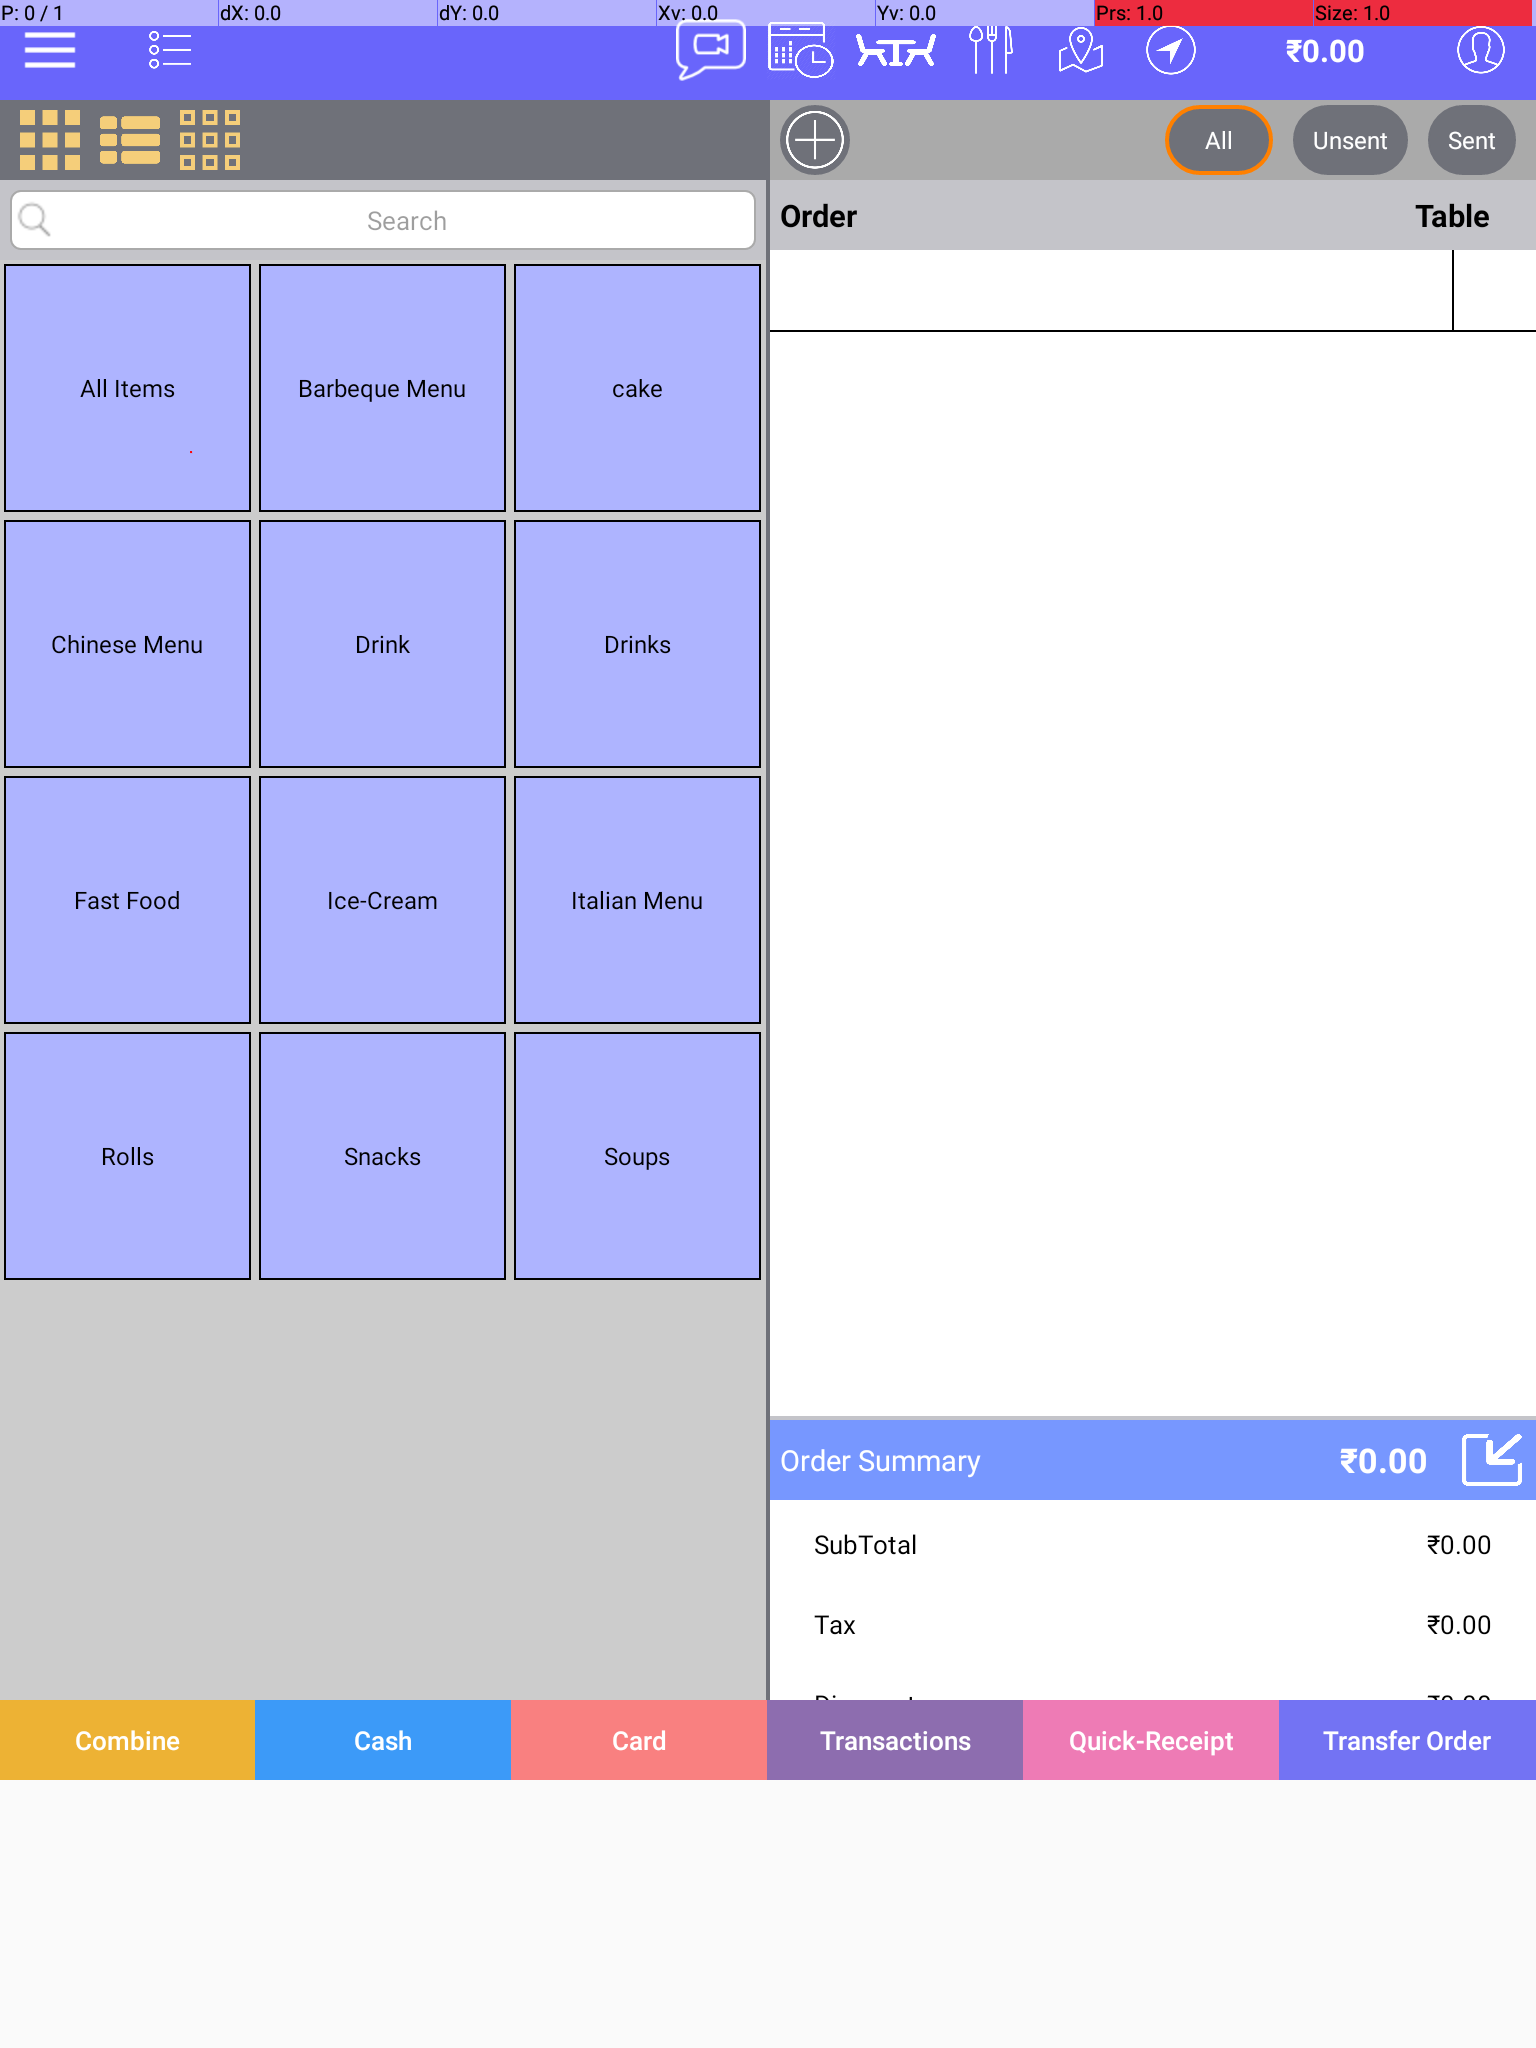 P: 0 / 1 dX: 0.0 dY: 0.0 Xv: 0.0 Yv: 0.0 Prs: 1.0 Size: 1.0
₹0.00
All Unsent Sent
Search
Order Table
All Items Barbeque Menu cake
Chinese Menu Drink Drinks
Fast Food Ice-Cream Italian Menu
Rolls Snacks Soups
Order Summary ₹0.00
SubTotal ₹0.00
Tax ₹0.00
Combine Cash Card Transactions Quick-Receipt Transfer Order